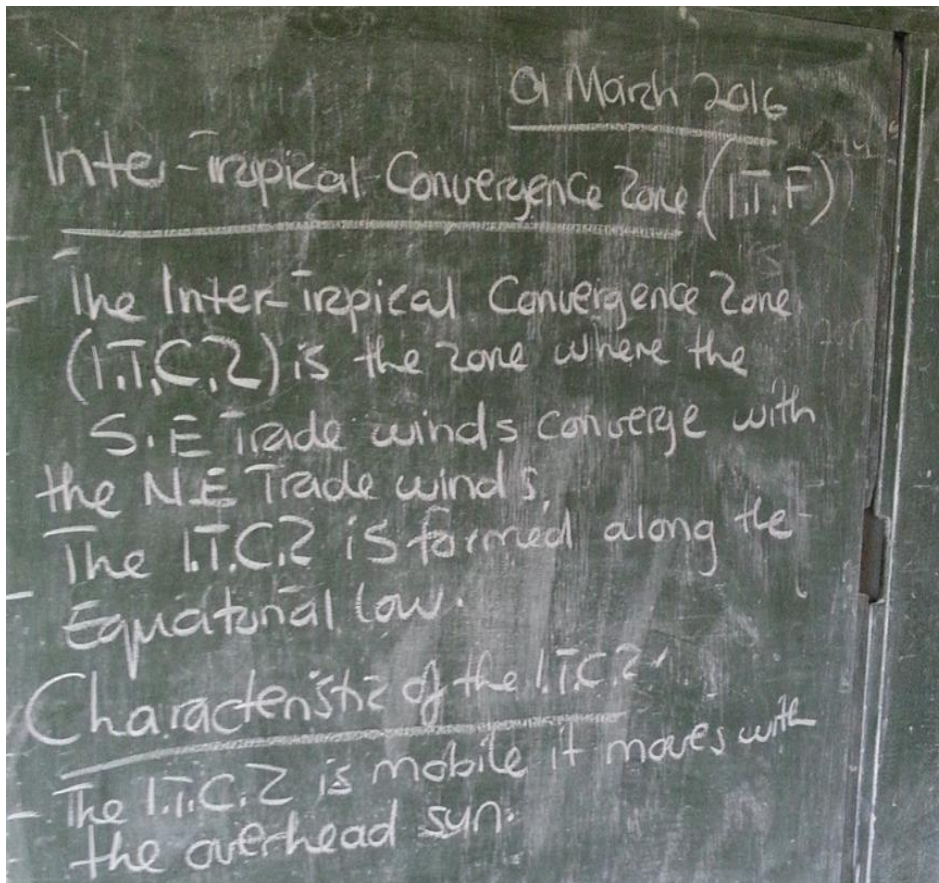 01 March 2016
Inter-Tropical Convergence Zone (I.T.F)
- The Inter-Tropical Convergence Zone
(I.T.C.Z) is the zone where the
S.E Trade winds converge with
the N.E Trade winds.
The I.T.C.Z is formed along the
- Equatorial low.
Characteristic of the I.T.C.Z
- The I.T.C.Z is mobile it moves with
the overhead sun.